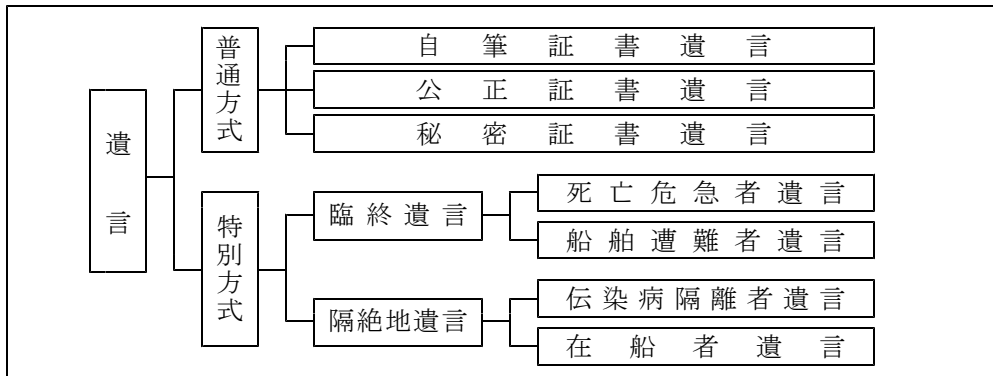 遺言
普通方式
自筆証書遺言
公正証書遺言
秘密証書遺言
特別方式
臨終遺言
死亡危急者遺言
船舶遭難者遺言
隔絶地遺言
伝染病隔離者遺言
在船者遺言